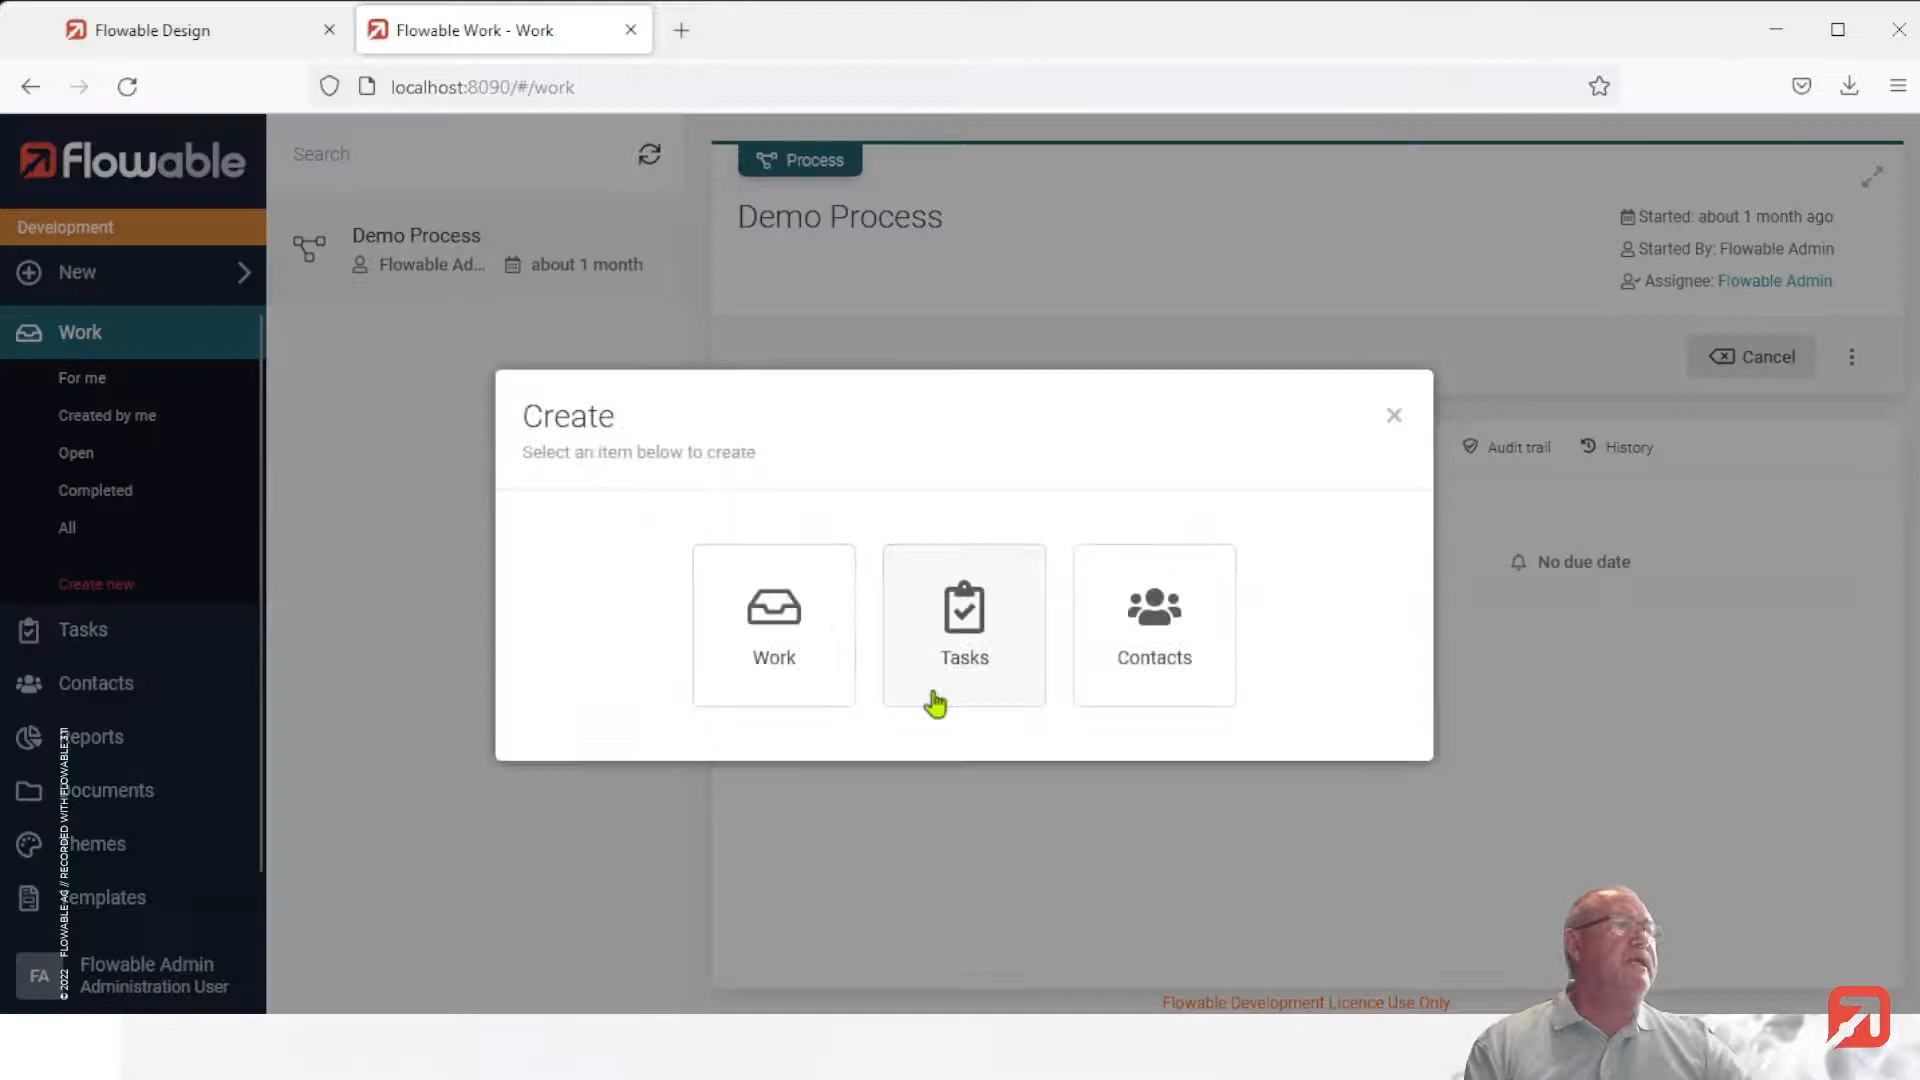 Flowable Design
Flowable Work - Work
localhost:8090/#/work
flowable
Development
New
Work
For me
Created by me
Open
Completed
All
Create new
Tasks
Contacts
Reports
Documents
Themes
Templates
FA
Flowable Admin
Administration User
© 2022 FLOWABLE AG // RECORDED WITH FLOWABLE 3.11
Search
Demo Process
Flowable Ad...
about 1 month
Process
Demo Process
Started: about 1 month ago
Started By: Flowable Admin
Assignee: Flowable Admin
Cancel
Audit trail
History
No due date
Create
Select an item below to create
Work
Tasks
Contacts
Flowable Development Licence Use Only